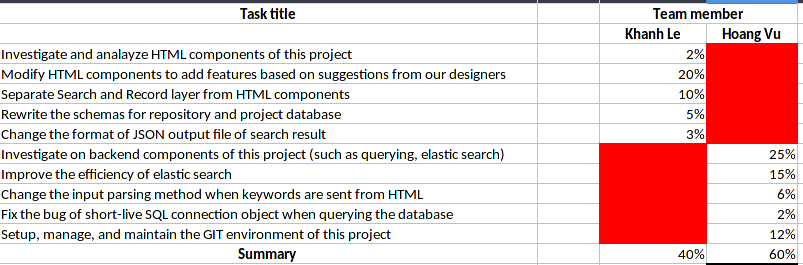 Task title Team member
Khanh Le Hoang Vu
Investigate and analayze HTML components of this project 2%
Modify HTML components to add features based on suggestions from our designers 20%
Separate Search and Record layer from HTML components 10%
Rewrite the schemas for repository and project database 5%
Change the format of JSON output file of search result 3%
Investigate on backend components of this project (such as querying, elastic search) 25%
Improve the efficiency of elastic search 15%
Change the input parsing method when keywords are sent from HTML 6%
Fix the bug of short-live SQL connection object when querying the database 2%
Setup, manage, and maintain the GIT environment of this project 12%
Summary 40% 60%